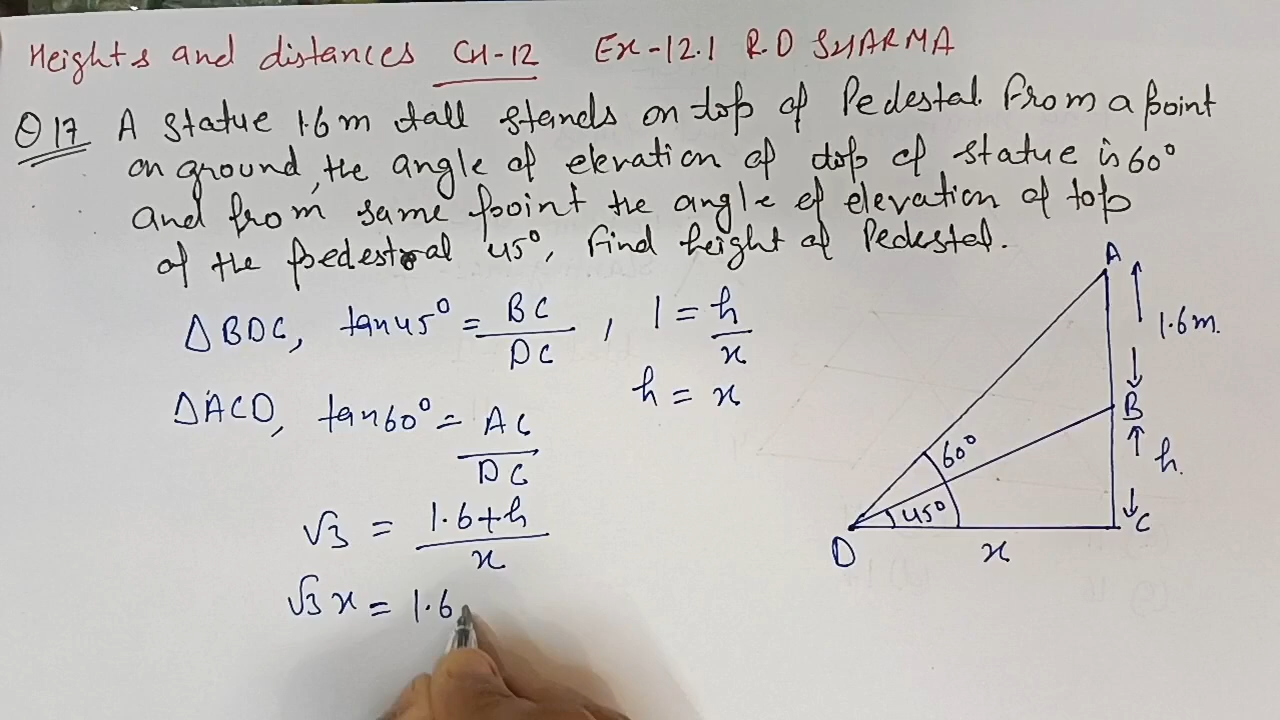 Heights and distances CH-12 Ex-12.1 R.D SHARMA
Q17 A statue 1.6m tall stands on top of Pedestal. From a point
on ground, the angle of elevation of top of statue is 60°
and from same point the angle of elevation of top
of the pedestal 45°, Find height of Pedestal.
△BDC, tan45° = BC/DC, 1 = h/x
h = x
△ACD, tan60° = AC/DC
√3 = 1.6+h/x
√3x = 1.6
A
1.6m.
B
h.
60°
45°
C
D
x